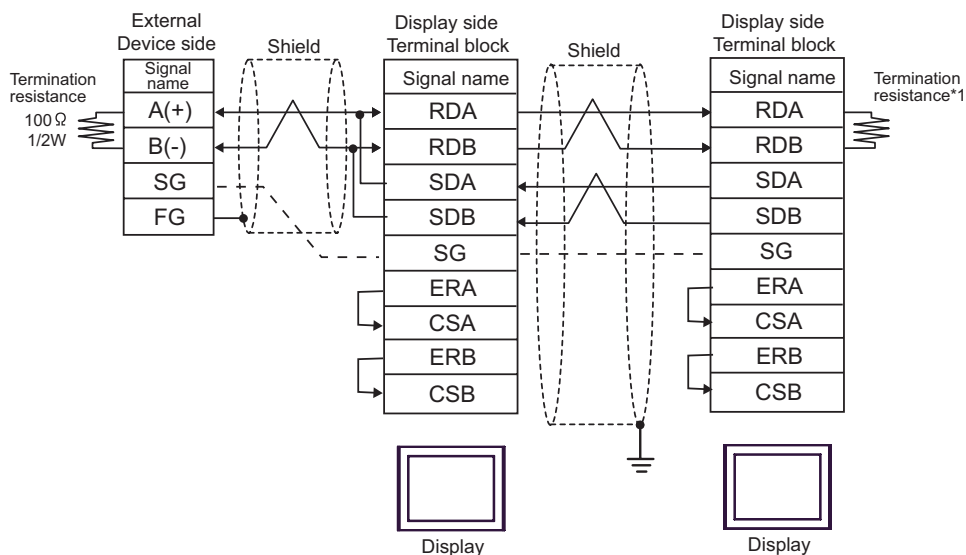 External
Device side
Shield
Display side
Terminal block
Shield
Display side
Terminal block
Termination
resistance
100Ω
1/2W
Signal
name
A(+)
B(-)
SG
FG
Signal name
RDA
RDB
SDA
SDB
SG
ERA
CSA
ERB
CSB
Signal name
RDA
RDB
SDA
SDB
SG
ERA
CSA
ERB
CSB
Termination
resistance*1
Display
Display